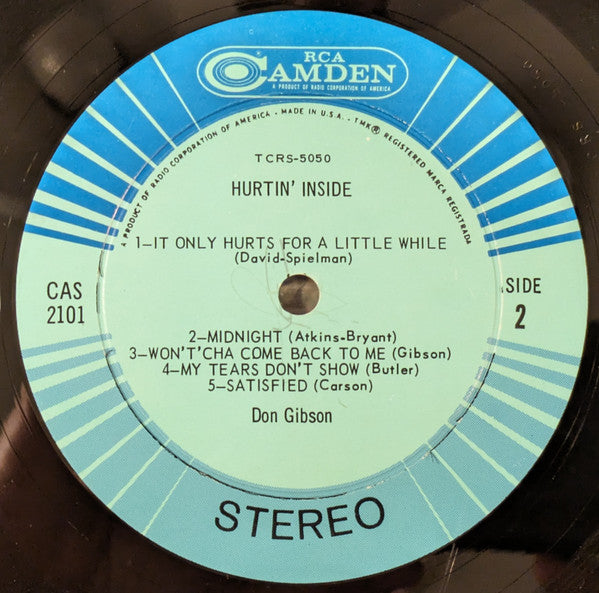 RCA
CAMDEN
A PRODUCT OF RADIO CORPORATION OF AMERICA
A PRODUCT OF RADIO CORPORATION OF AMERICA • MADE IN U.S.A. • TMK® REGISTERED MARCA REGISTRADA
TCRS-5050
HURTIN' INSIDE
1–IT ONLY HURTS FOR A LITTLE WHILE
(David-Spielman)
CAS
2101
SIDE
2
2–MIDNIGHT (Atkins-Bryant)
3–WON'T'CHA COME BACK TO ME (Gibson)
4–MY TEARS DON'T SHOW (Butler)
5–SATISFIED (Carson)
Don Gibson
STEREO